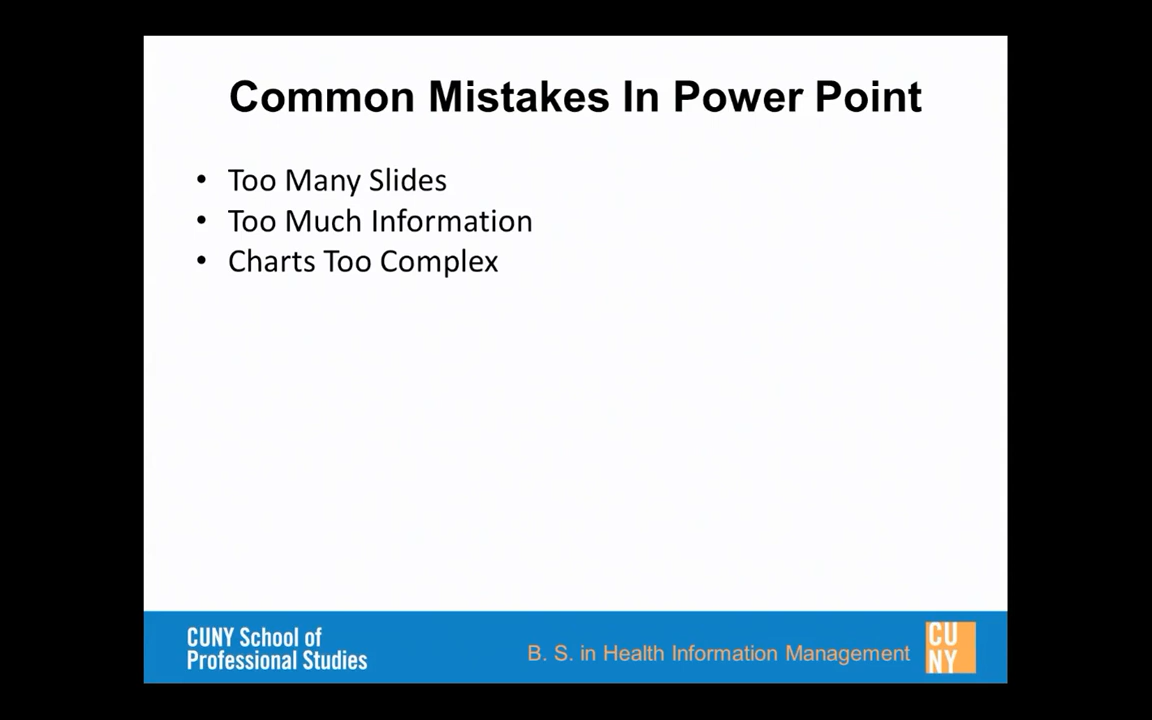 Common Mistakes In Power Point
• Too Many Slides
• Too Much Information
• Charts Too Complex
CUNY School of
Professional Studies
B. S. in Health Information Management
CU
NY